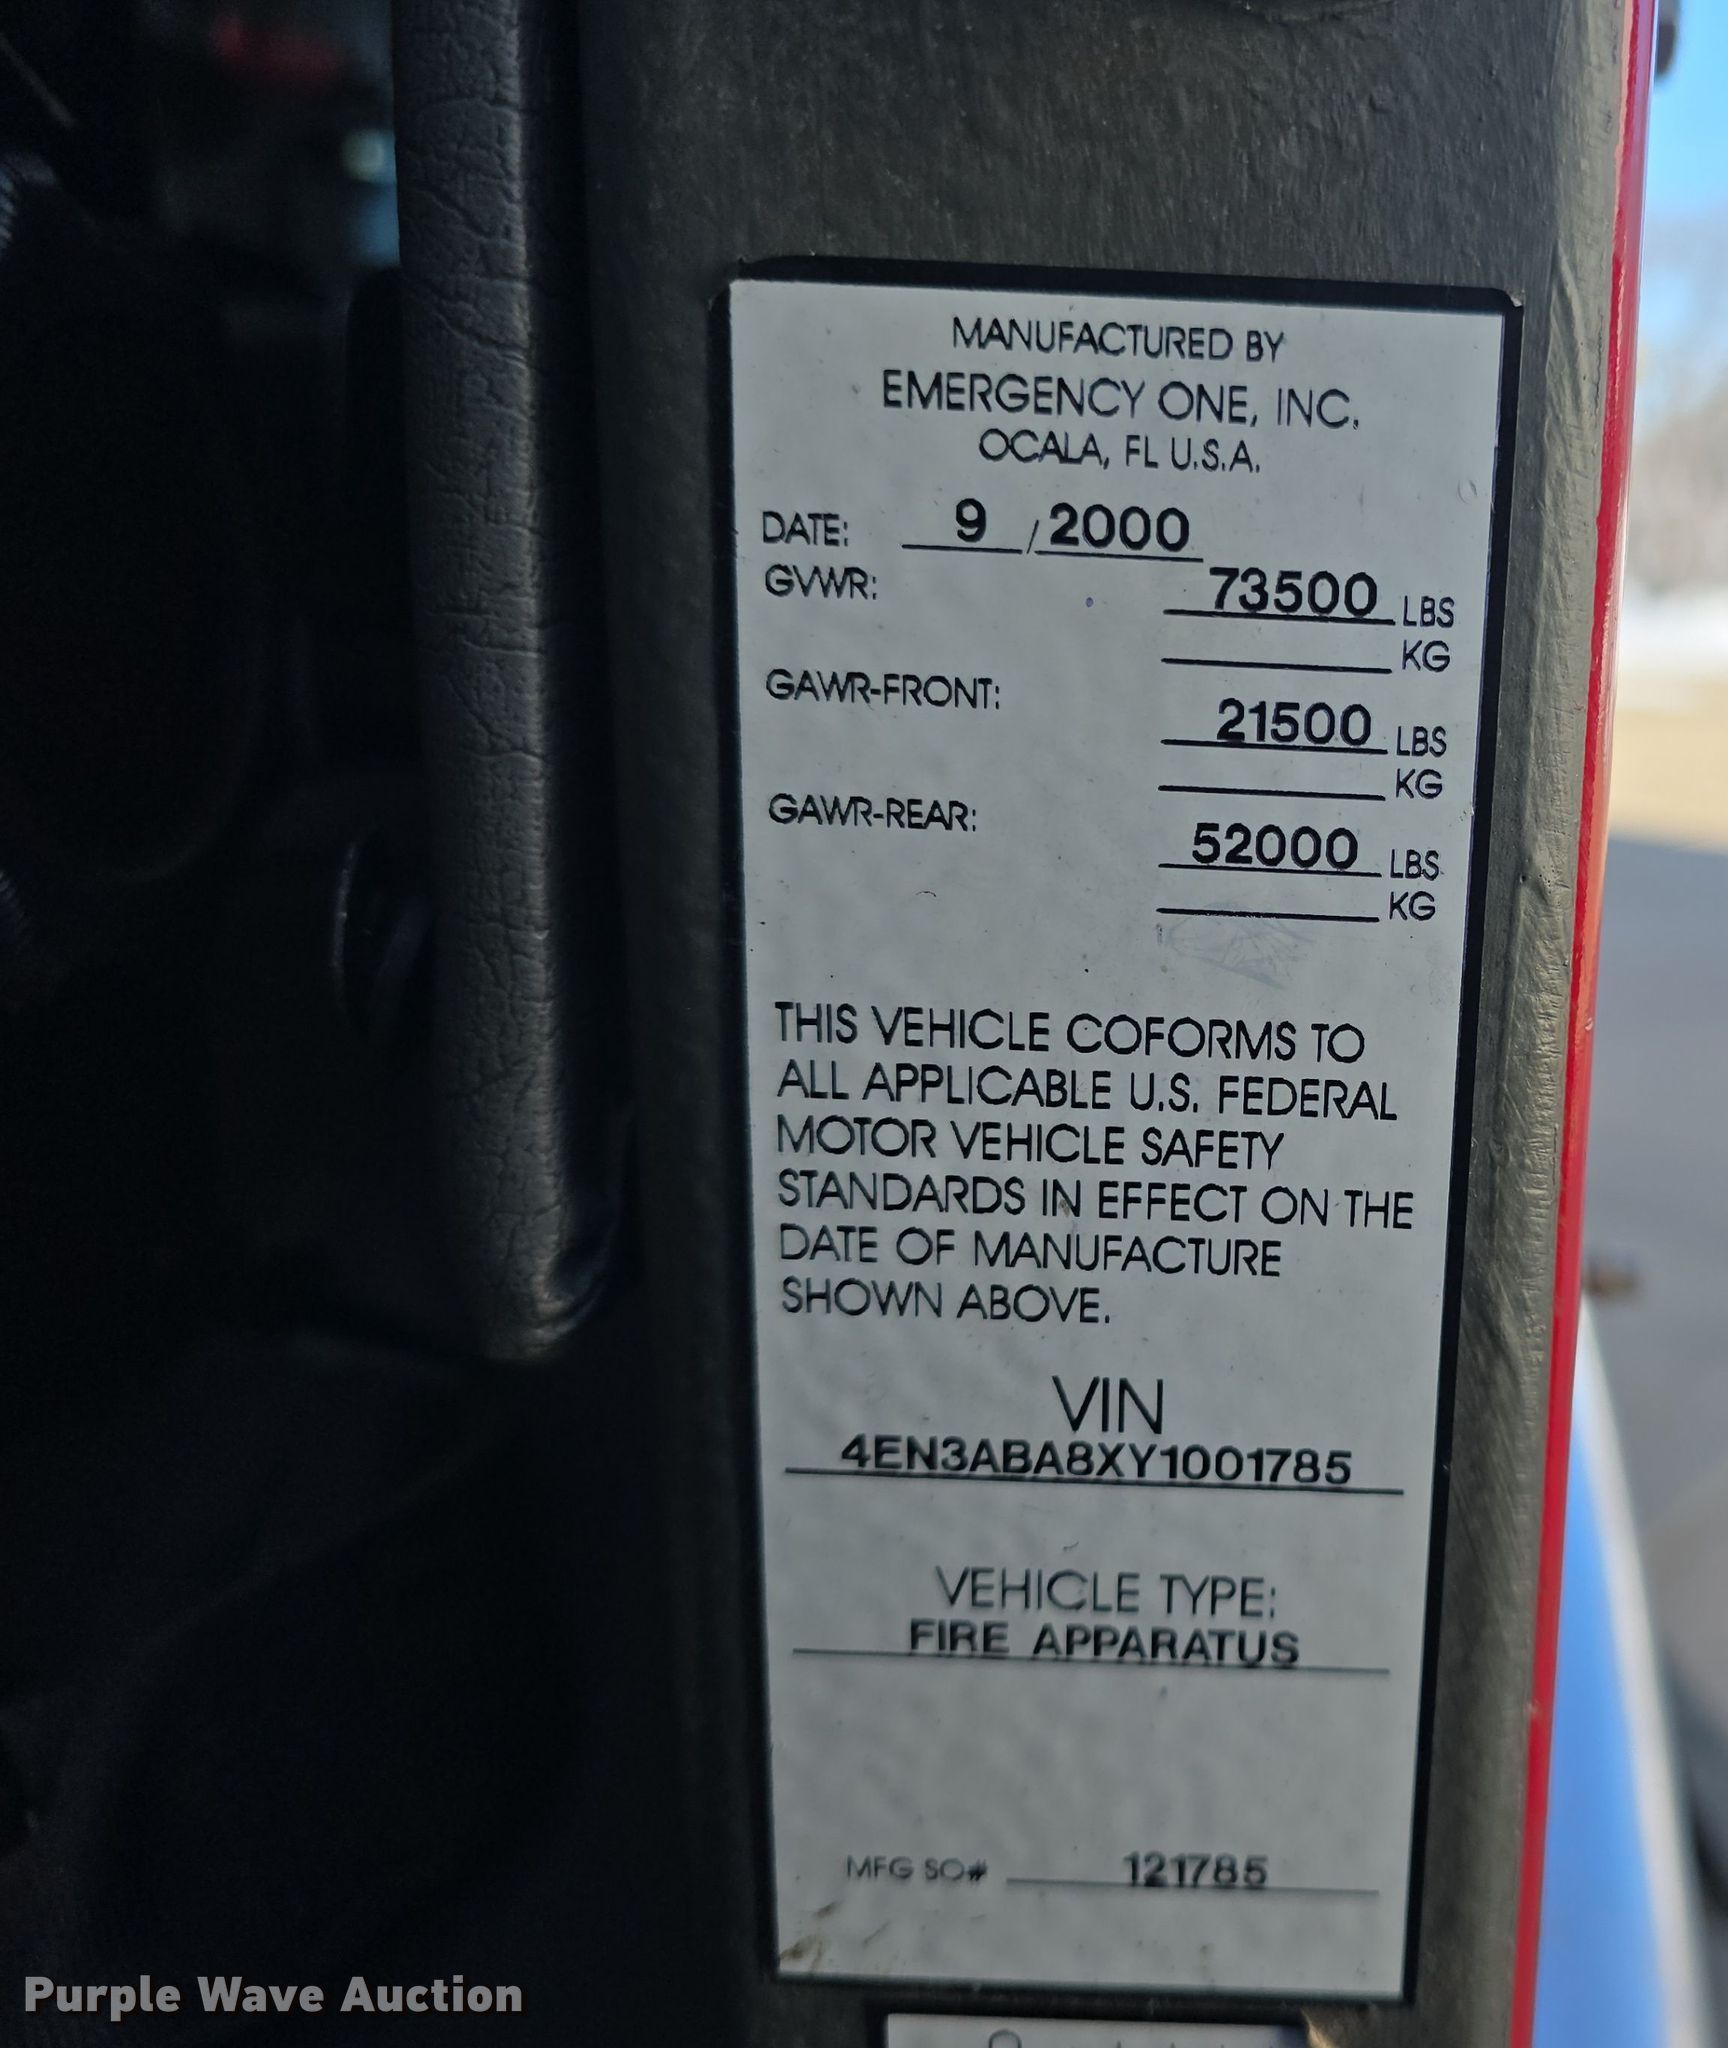 MANUFACTURED BY
EMERGENCY ONE, INC.
OCALA, FL U.S.A.
DATE: 9 / 2000
GVWR: 73500 LBS
KG
GAWR-FRONT: 21500 LBS
KG
GAWR-REAR: 52000 LBS
KG
THIS VEHICLE COFORMS TO
ALL APPLICABLE U.S. FEDERAL
MOTOR VEHICLE SAFETY
STANDARDS IN EFFECT ON THE
DATE OF MANUFACTURE
SHOWN ABOVE.
VIN
4EN3ABA8XY1001785
VEHICLE TYPE:
FIRE APPARATUS
MFG SO# 121785
Purple Wave Auction